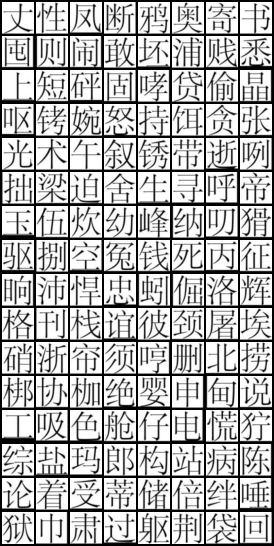 丈性凤断鸦奥寄书
囤则闹敢坏浦贱悉
上短砰固哮贷偷晶
呕铐婉怒持饵贪张
光术午叙锈带逝咧
拙梁迫舍生寻呼帝
玉伍炊幼峰纳叨猾
驱捌空兔钱死丙征
晌沛悍忠蚓倔洛辉
格刊栈谊彼颈屠埃
硝浙帘须哼删北捞
梆协枷绝婴申甸说
工吸色舱仔电慌狞
综盐玛郎构站病陈
论着受蒂储倍绊唾
狱巾肃过躯荆袋回